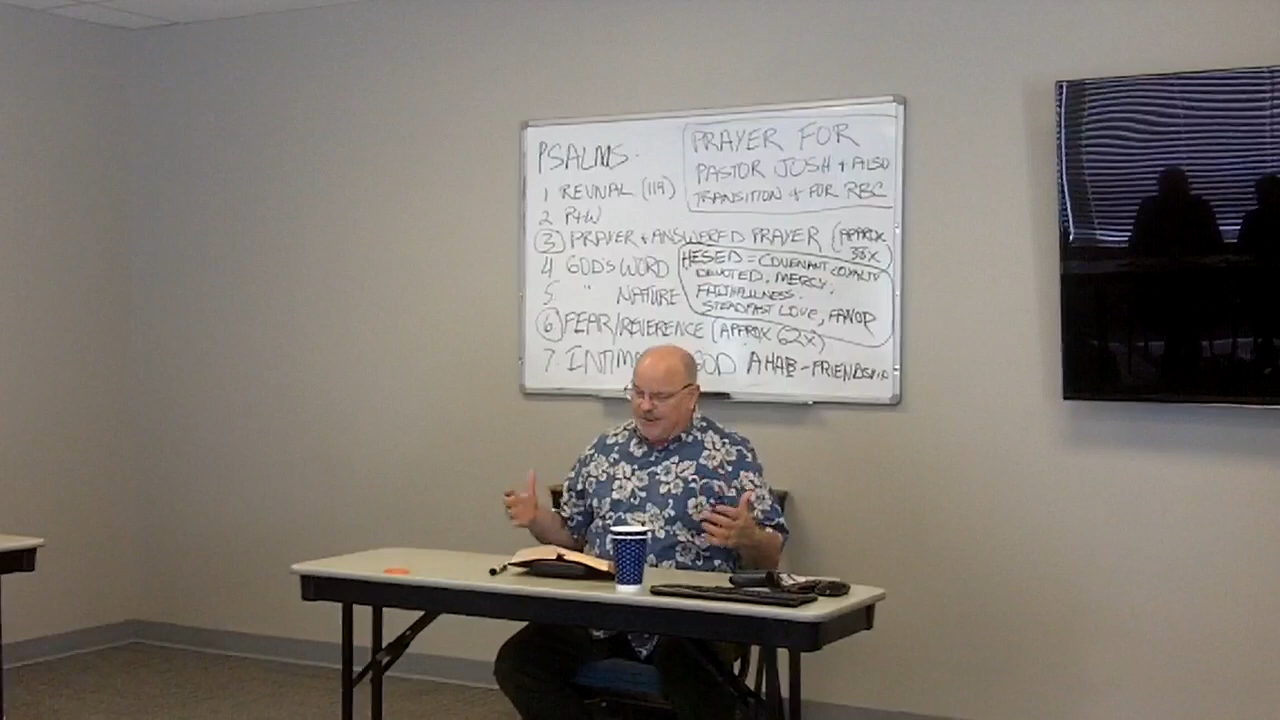 PSALMS.
PRAYER FOR
PASTOR JOSH + ALSO
TRANSITION + FOR RBC
1 REVIVAL (119)
2 P+W
3 PRAYER + ANSWERED PRAYER (APPROX
55X)
4 GOD'S WORD
5 " NATURE
HESED = COVENANT LOYALTY
DEVOTED, MERCY,
FAITHFULNESS.
STEADFAST LOVE, FAVOR
6 FEAR/REVERENCE (APPROX 62X)
7. INTIM GOD AHAB - FRIENDSHIP